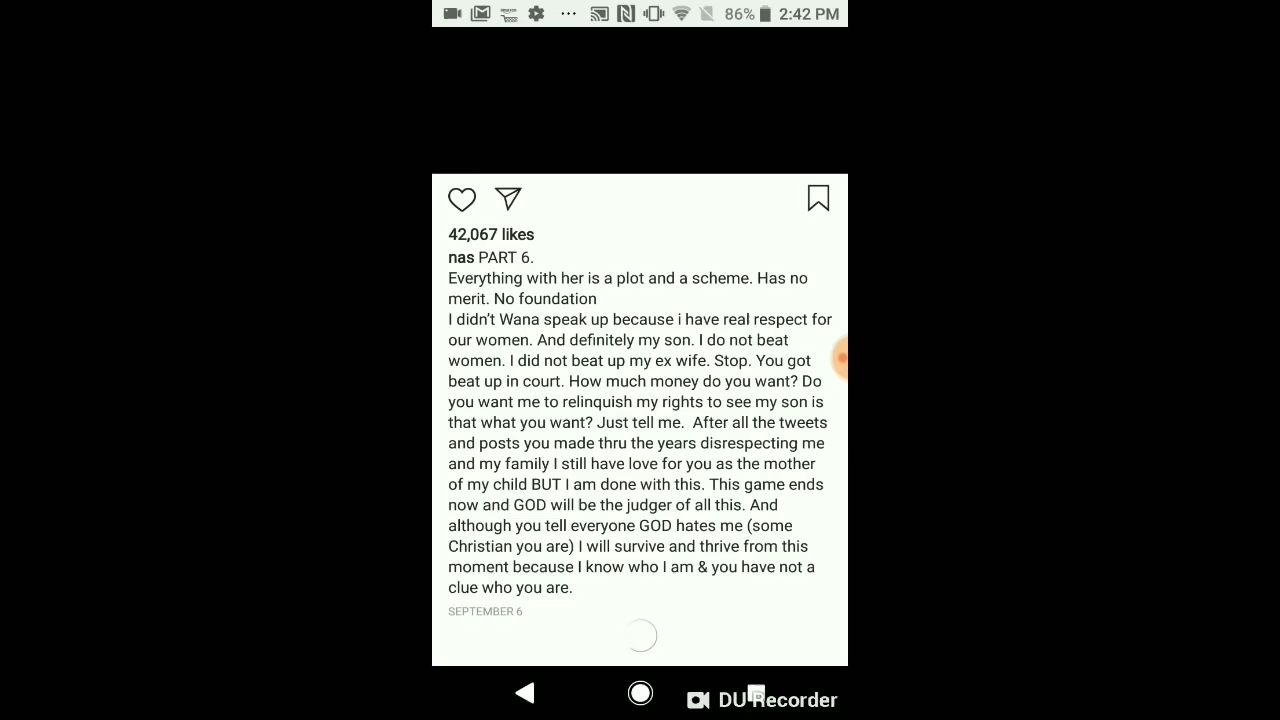 86% 2:42 PM
42,067 likes
nas PART 6.
Everything with her is a plot and a scheme. Has no
merit. No foundation
I didn't Wana speak up because i have real respect for
our women. And definitely my son. I do not beat
women. I did not beat up my ex wife. Stop. You got
beat up in court. How much money do you want? Do
you want me to relinquish my rights to see my son is
that what you want? Just tell me.  After all the tweets
and posts you made thru the years disrespecting me
and my family I still have love for you as the mother
of my child BUT I am done with this. This game ends
now and GOD will be the judger of all this. And
although you tell everyone GOD hates me (some
Christian you are) I will survive and thrive from this
moment because I know who I am & you have not a
clue who you are.
SEPTEMBER 6
DU Recorder